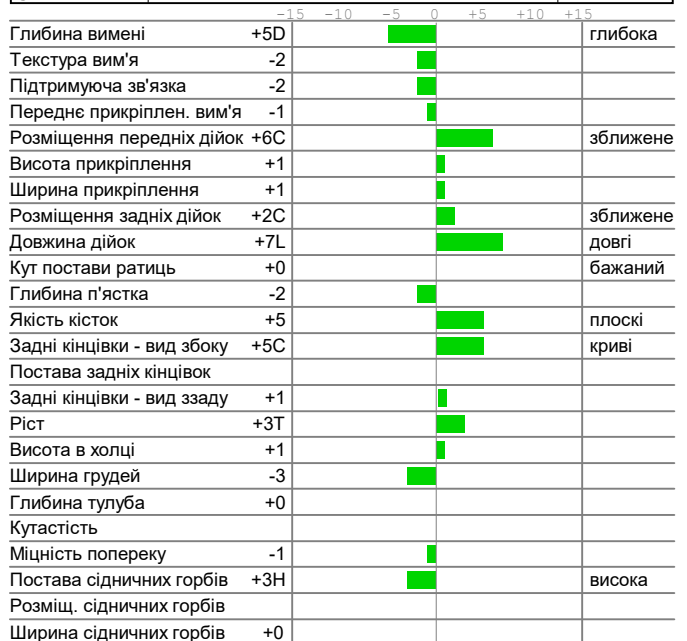 -15 -10 -5 0 +5 +10 +15
Глибина вимені +5D глибока
Текстура вим'я -2
Підтримуюча зв'язка -2
Переднє прикріплен. вим'я -1
Розміщення передніх дійок +6C зближене
Висота прикріплення +1
Ширина прикріплення +1
Розміщення задніх дійок +2C зближене
Довжина дійок +7L довгі
Кут постави ратиць +0 бажаний
Глибина п'ястка -2
Якість кісток +5 плоскі
Задні кінцівки - вид збоку +5C криві
Постава задніх кінцівок
Задні кінцівки - вид ззаду +1
Ріст +3T
Висота в холці +1
Ширина грудей -3
Глибина тулуба +0
Кутастість
Міцність попереку -1
Постава сідничних горбів +3H висока
Розміщ. сідничних горбів
Ширина сідничних горбів +0